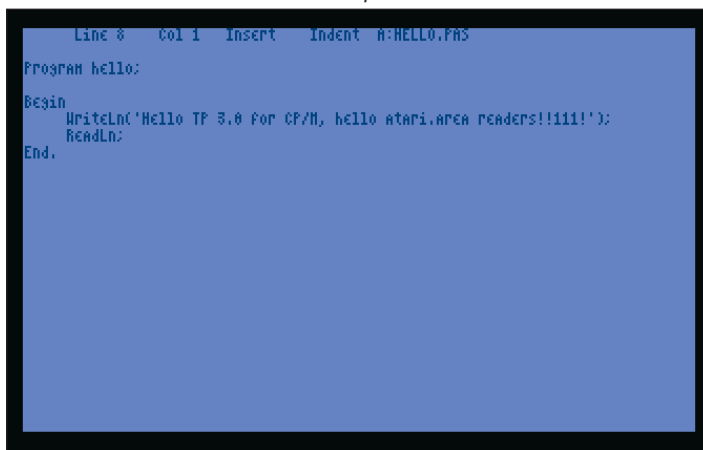 Line 8    Col 1   Insert    Indent  A:HELLO.PAS
Program hello;
Begin
     WriteLn('Hello TP 3.0 for CP/M, hello atari.area readers!!111!');
     ReadLn;
End.